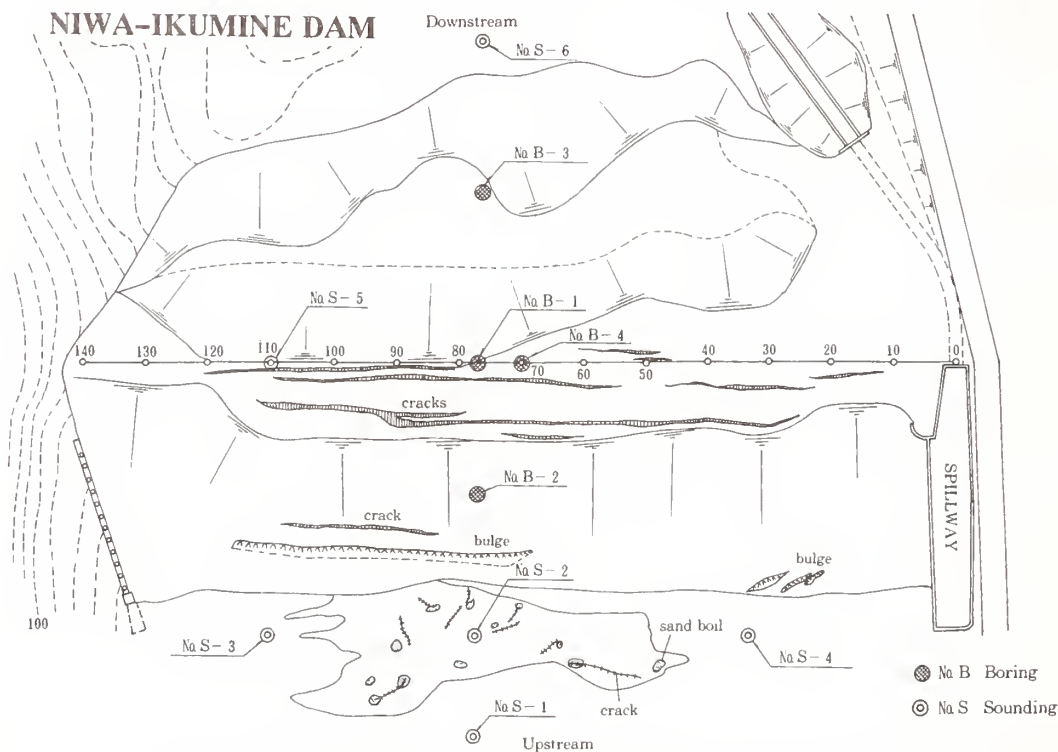 NIWA-IKUMINE DAM
Downstream
No. S-6
No. B-3
No. S-5
No. B-1
No. B-4
140 130 120 110 100 90 80 70 60 50 40 30 20 10 0
cracks
No. B-2
crack
bulge
bulge
SPILLWAY
No. S-2
100
No. S-3
sand boil
No. S-4
crack
No. S-1
Upstream
No. B Boring
No. S Sounding